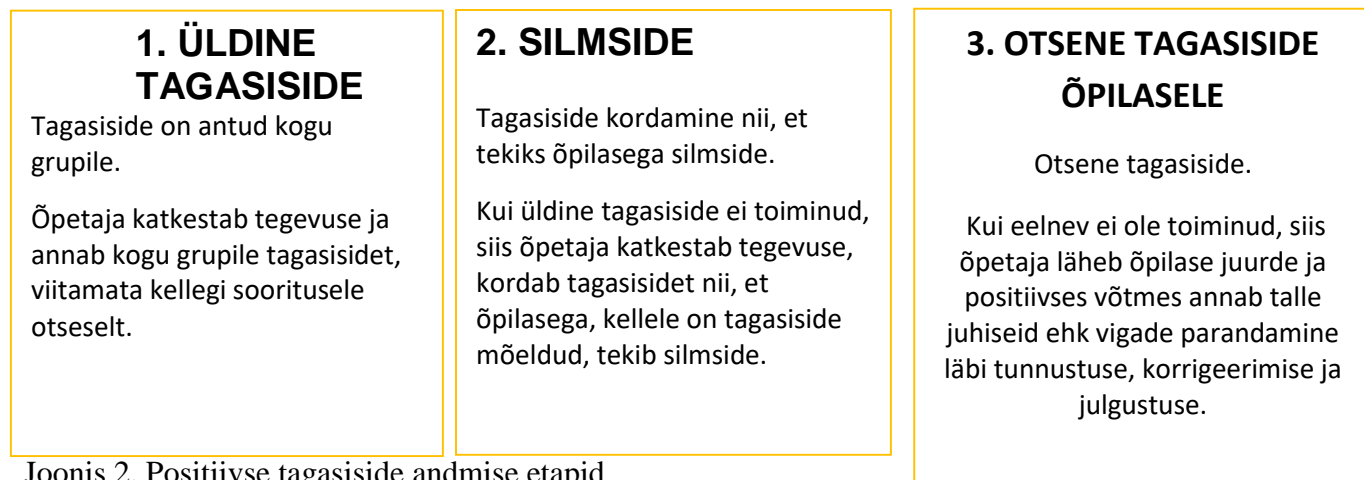 1. ÜLDINE
TAGASISIDE
Tagasiside on antud kogu
grupile.
Õpetaja katkestab tegevuse ja
annab kogu grupile tagasisidet,
viitamata kellegi sooritusele
otseselt.
2. SILMSIDE
Tagasiside kordamine nii, et
tekiks õpilasega silmside.
Kui üldine tagasiside ei toiminud,
siis õpetaja katkestab tegevuse,
kordab tagasisidet nii, et
õpilasega, kellele on tagasiside
mõeldud, tekib silmside.
3. OTSENE TAGASISIDE
ÕPILASELE
Otsene tagasiside.
Kui eelnev ei ole toiminud, siis
õpetaja läheb õpilase juurde ja
positiivses võtmes annab talle
juhiseid ehk vigade parandamine
läbi tunnustuse, korrigeerimise ja
julgustuse.
Joonis 2. Positiivse tagasiside andmise etapid